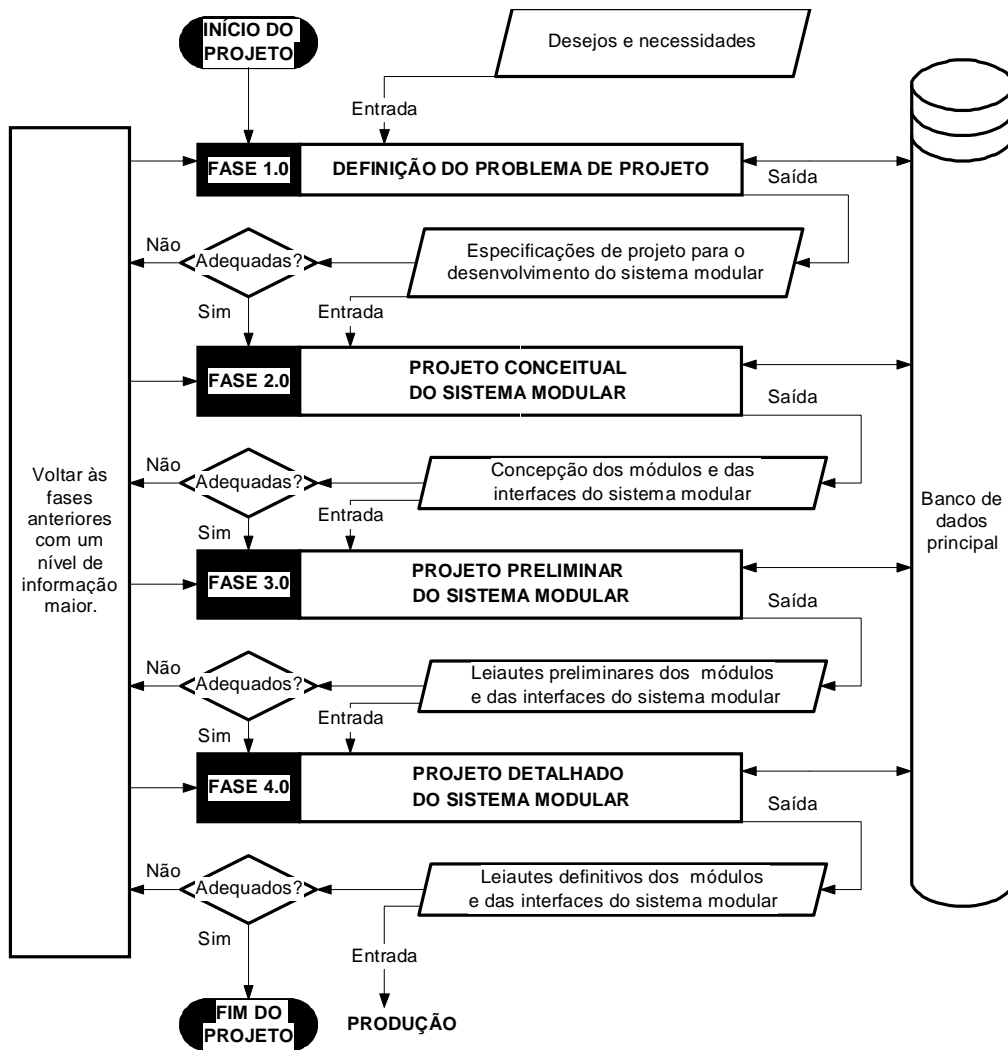 INÍCIO DO
PROJETO
Desejos e necessidades
Entrada
FASE 1.0
DEFINIÇÃO DO PROBLEMA DE PROJETO
Saída
Não
Adequadas?
Especificações de projeto para o
desenvolvimento do sistema modular
Sim
Entrada
FASE 2.0
PROJETO CONCEITUAL
DO SISTEMA MODULAR
Saída
Não
Adequadas?
Concepção dos módulos e das
interfaces do sistema modular
Sim
Entrada
FASE 3.0
PROJETO PRELIMINAR
DO SISTEMA MODULAR
Saída
Não
Adequados?
Leiautes preliminares dos módulos
e das interfaces do sistema modular
Sim
Entrada
FASE 4.0
PROJETO DETALHADO
DO SISTEMA MODULAR
Saída
Não
Adequados?
Leiautes definitivos dos módulos
e das interfaces do sistema modular
Sim
Entrada
FIM DO
PROJETO
PRODUÇÃO
Voltar às
fases
anteriores
com um
nível de
informação
maior.
Banco de
dados
principal